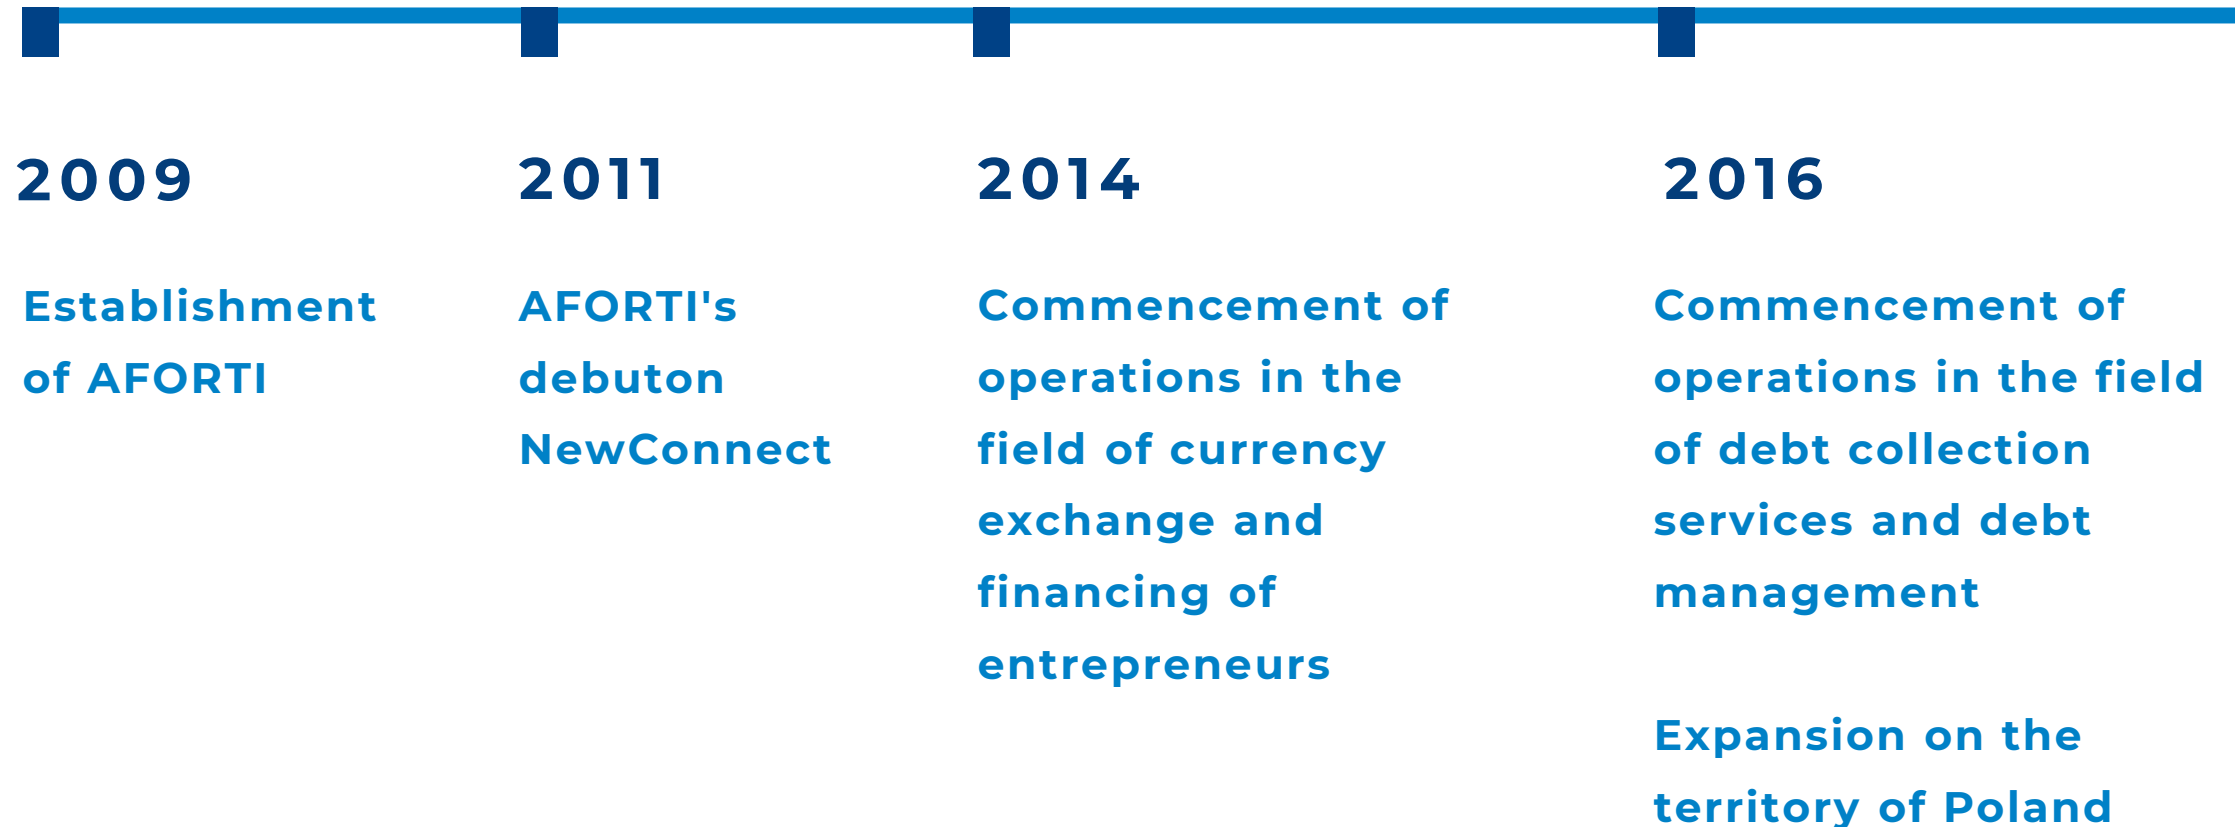 2009
Establishment
of AFORTI
2011
AFORTI's
debuton
NewConnect
2014
Commencement of
operations in the
field of currency
exchange and
financing of
entrepreneurs
2016
Commencement of
operations in the field
of debt collection
services and debt
management
Expansion on the
territory of Poland